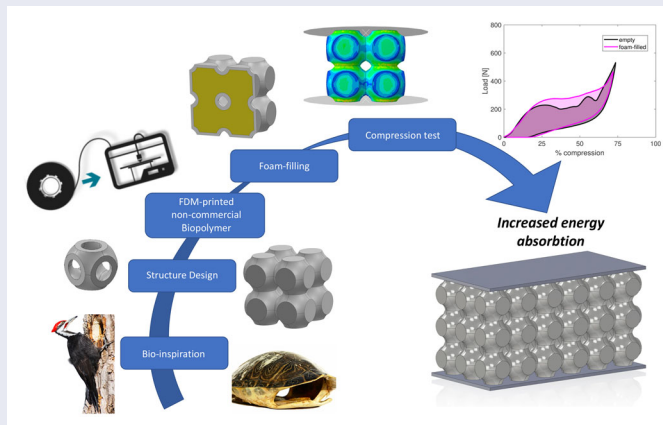 800
600
400
200
0
Load [N]
empty
foam-filled
0
25
50
75
100
% compression
Compression test
Foam-filling
FDM-printed
non-commercial
Biopolymer
Structure Design
Bio-inspiration
Increased energy
absorbtion